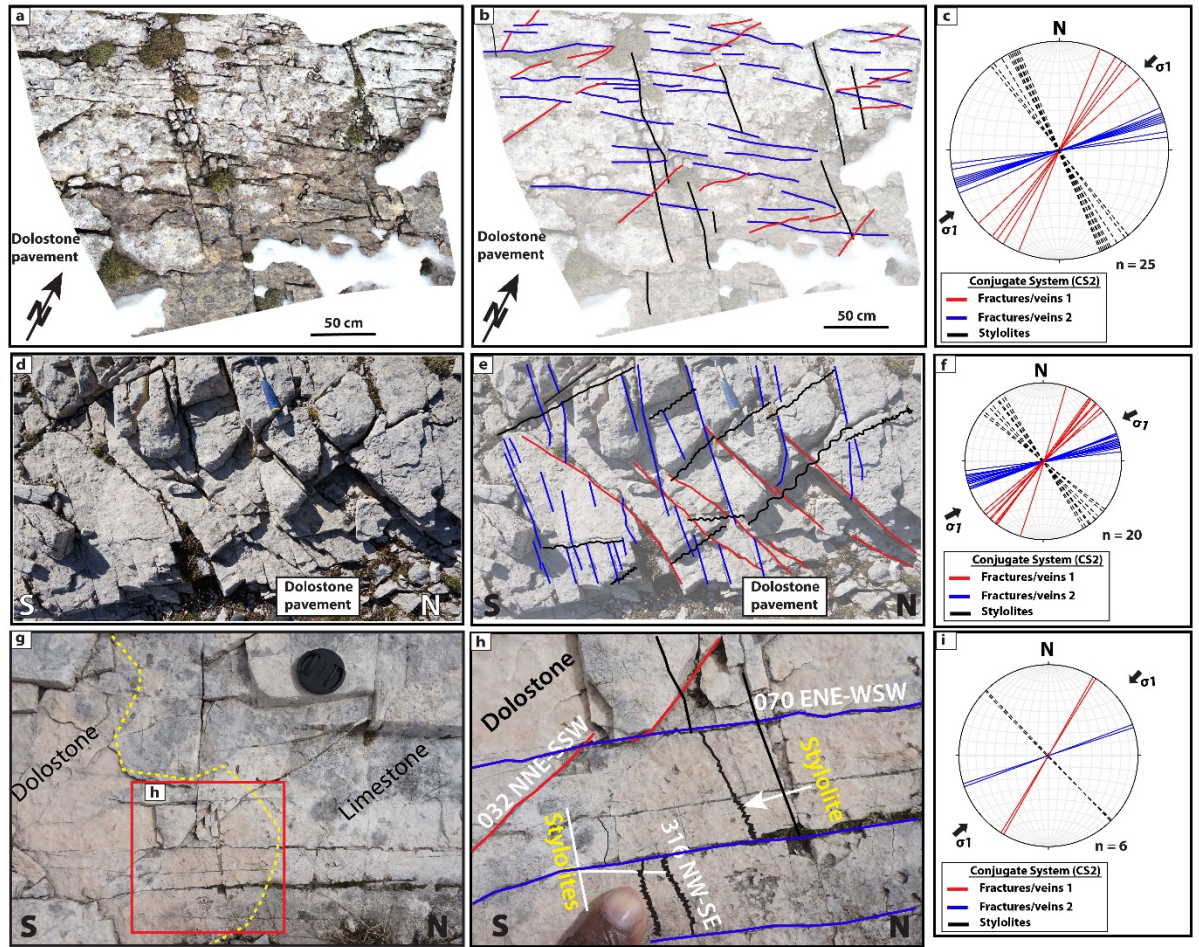 a
Dolostone
pavement
N
50 cm
b
Dolostone
pavement
N
50 cm
c
N
σ1
σ1
n = 25
Conjugate System (CS2)
Fractures/veins 1
Fractures/veins 2
Stylolites
d
S
Dolostone
pavement
N
e
S
Dolostone
pavement
N
f
N
σ1
σ1
n = 20
Conjugate System (CS2)
Fractures/veins 1
Fractures/veins 2
Stylolites
g
Dolostone
Limestone
h
S
N
h
Dolostone
070 ENE-WSW
032 NNE-SSW
Stylolite
Stylolites
316 NW-SE
S
N
i
N
σ1
σ1
n = 6
Conjugate System (CS2)
Fractures/veins 1
Fractures/veins 2
Stylolites